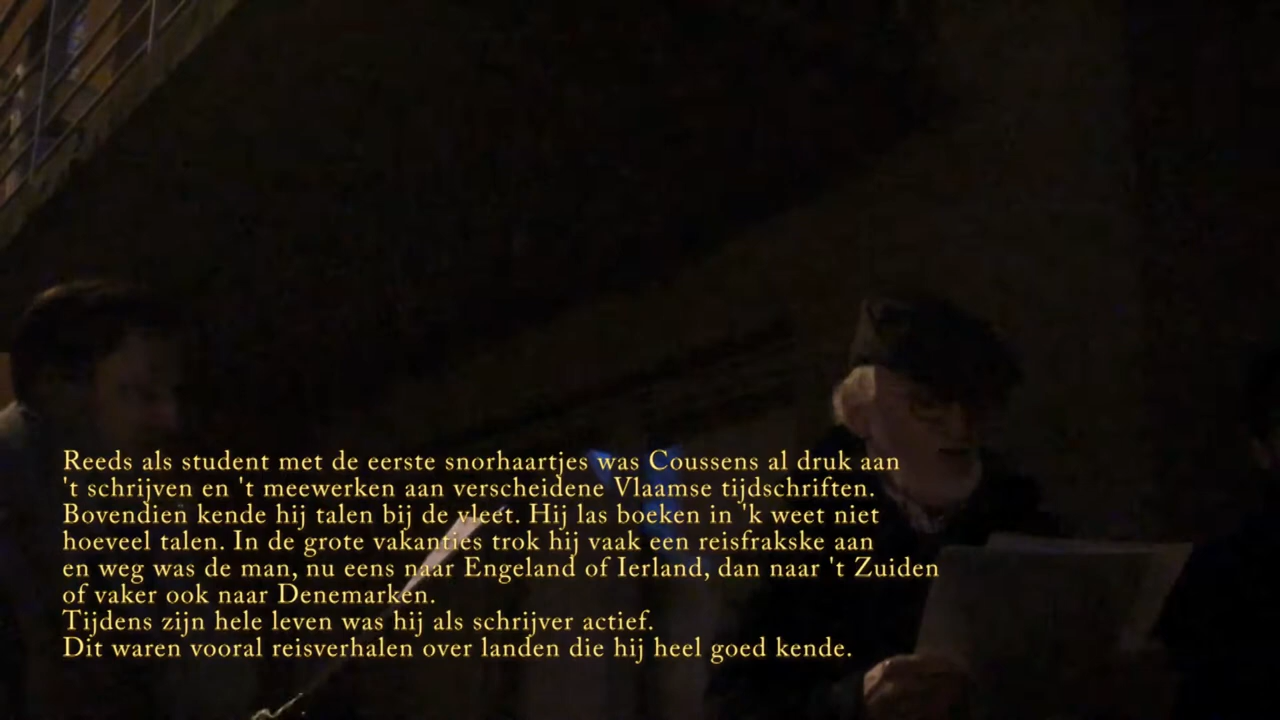 Reeds als student met de eerste snorhaartjes was Coussens al druk aan
't schrijven en 't meewerken aan verscheidene Vlaamse tijdschriften.
Bovendien kende hij talen bij de vleet. Hij las boeken in 'k weet niet
hoeveel talen. In de grote vakanties trok hij vaak een reisfrakske aan
en weg was de man, nu eens naar Engeland of Ierland, dan naar 't Zuiden
of vaker ook naar Denemarken.
Tijdens zijn hele leven was hij als schrijver actief.
Dit waren vooral reisverhalen over landen die hij heel goed kende.